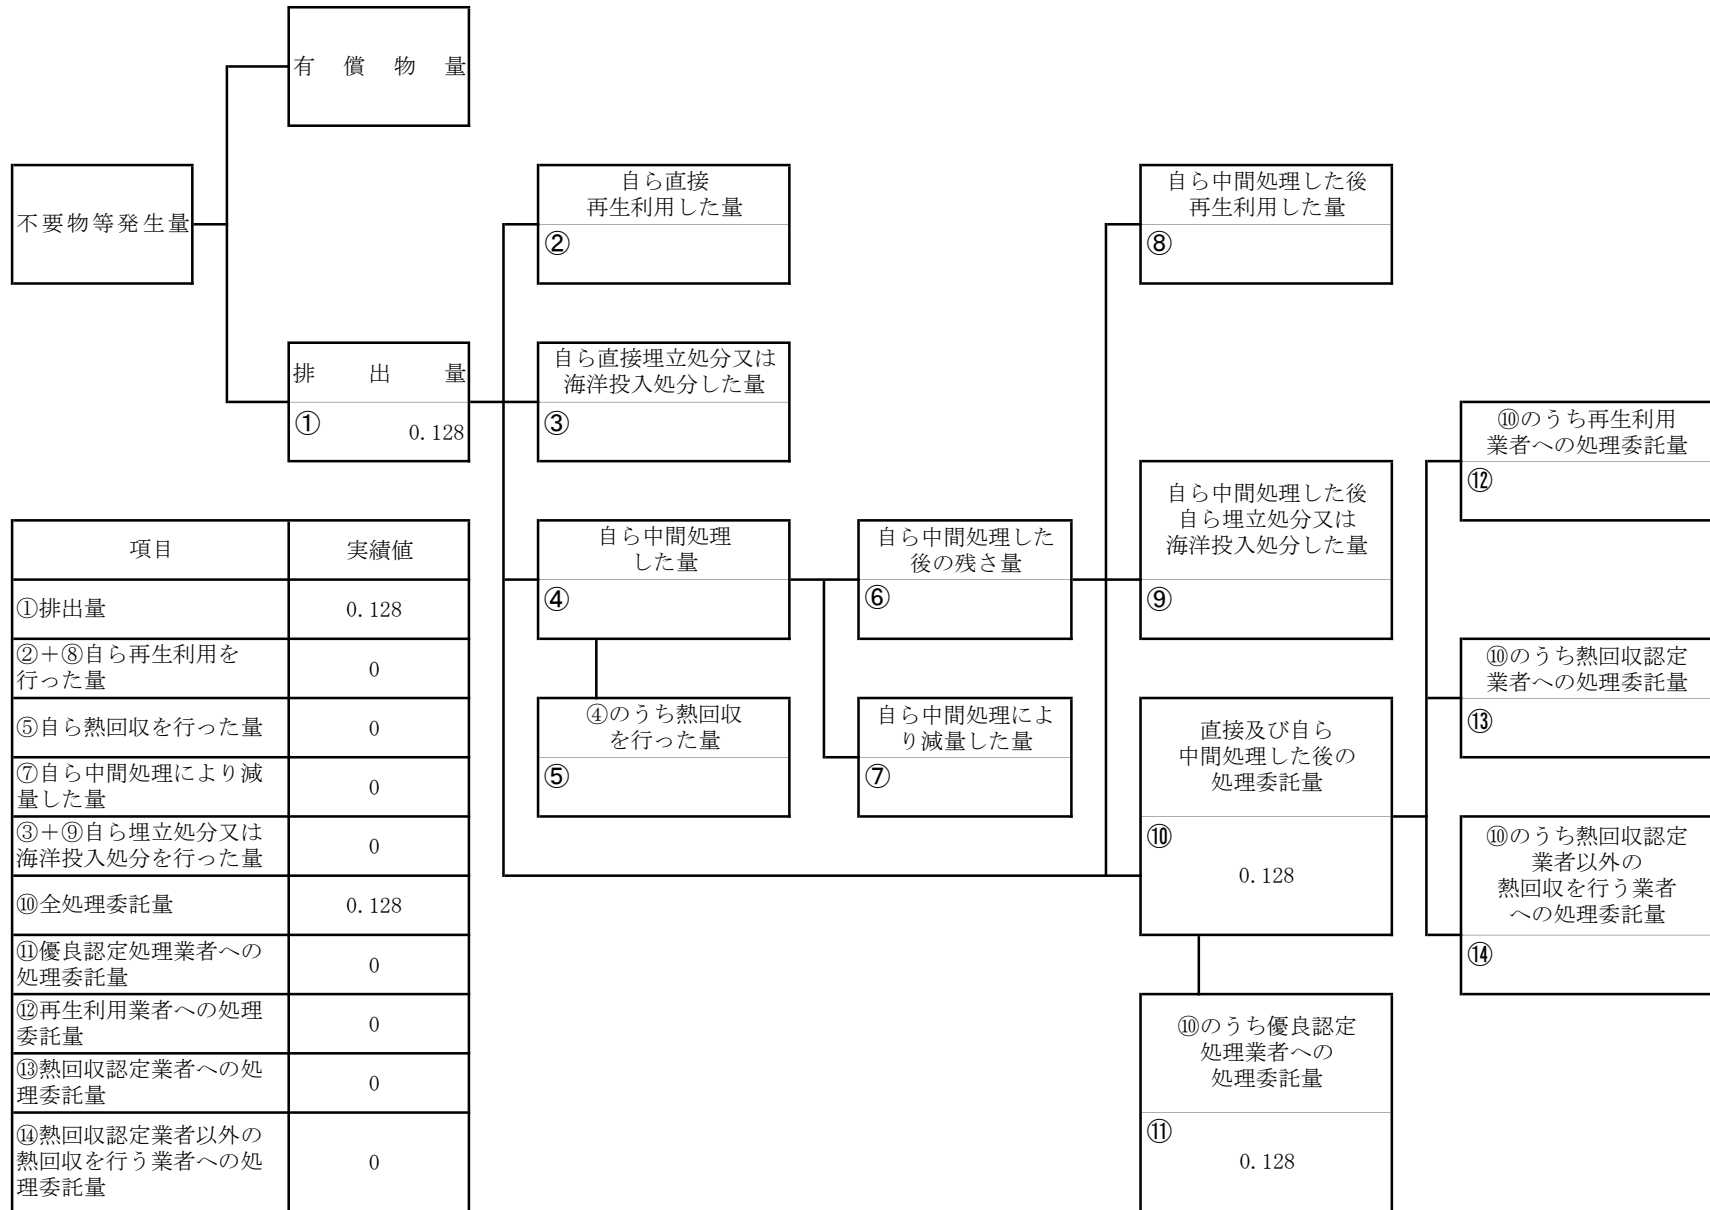 有償物量
不要物等発生量
自ら直接
再生利用した量
②
自ら中間処理した後
再生利用した量
⑧
排出量
① 0.128
自ら直接埋立処分又は
海洋投入処分した量
③
⑩のうち再生利用
業者への処理委託量
⑫
自ら中間処理した後
自ら埋立処分又は
海洋投入処分した量
⑨
自ら中間処理
した量
④
自ら中間処理した
後の残さ量
⑥
⑩のうち熱回収認定
業者への処理委託量
⑬
④のうち熱回収
を行った量
⑤
自ら中間処理によ
り減量した量
⑦
直接及び自ら
中間処理した後の
処理委託量
⑩
0.128
⑩のうち熱回収認定
業者以外の
熱回収を行う業者
への処理委託量
⑭
⑩のうち優良認定
処理業者への
処理委託量
⑪
0.128
項目 実績値
①排出量 0.128
②＋⑧自ら再生利用を
行った量 0
⑤自ら熱回収を行った量 0
⑦自ら中間処理により減
量した量 0
③＋⑨自ら埋立処分又は
海洋投入処分を行った量 0
⑩全処理委託量 0.128
⑪優良認定処理業者への
処理委託量 0
⑫再生利用業者への処理
委託量 0
⑬熱回収認定業者への処
理委託量 0
⑭熱回収認定業者以外の
熱回収を行う業者への処
理委託量 0